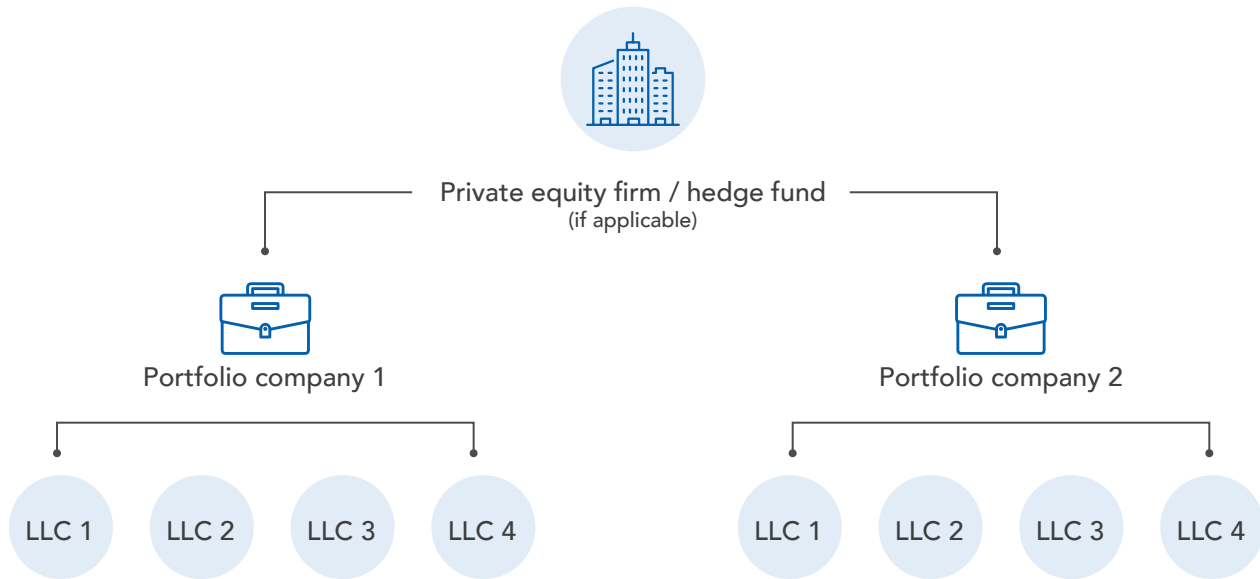 Private equity firm / hedge fund
(if applicable)
Portfolio company 1
Portfolio company 2
LLC 1
LLC 2
LLC 3
LLC 4
LLC 1
LLC 2
LLC 3
LLC 4